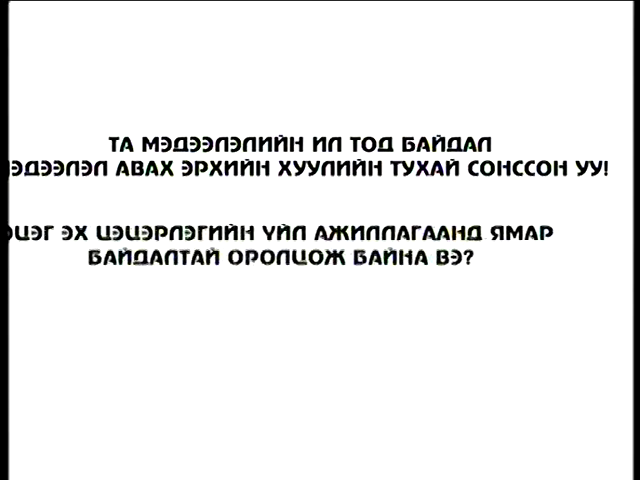 ТА МЭДЭЭЛЭЛИЙН ИЛ ТОД БАЙДАЛ
АВАХ ЭРХИЙН ХУУЛИЙН ТУХАЙ СОНССОН УУ!
ЭХ ЦЭЦЭРЛЭГИЙН ҮЙЛ АЖИЛЛАГААНД ЯМАР
БАЙДАЛТАЙ ОРОЛЦОЖ БАЙНА ВЭ?